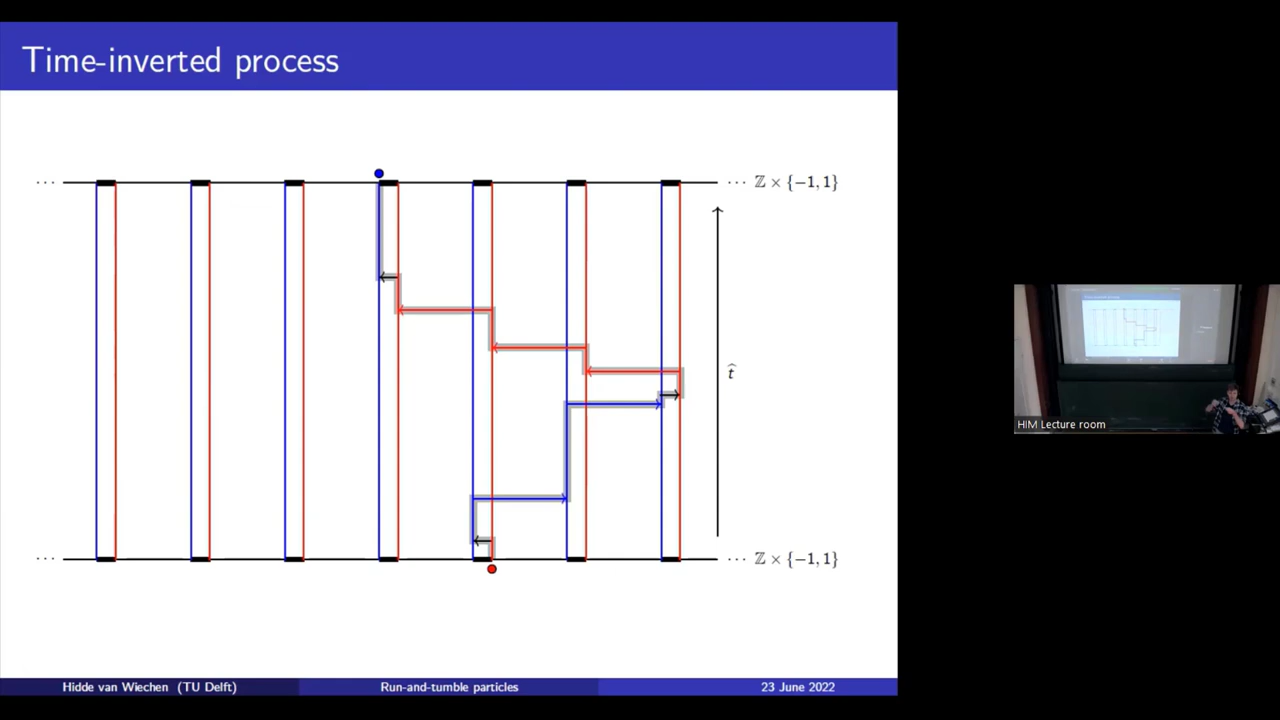 Time-inverted process
··· ··· ℤ × {−1, 1}
t̂
HIM Lecture room
··· ··· ℤ × {−1, 1}
Hidde van Wiechen (TU Delft) Run-and-tumble particles 23 June 2022